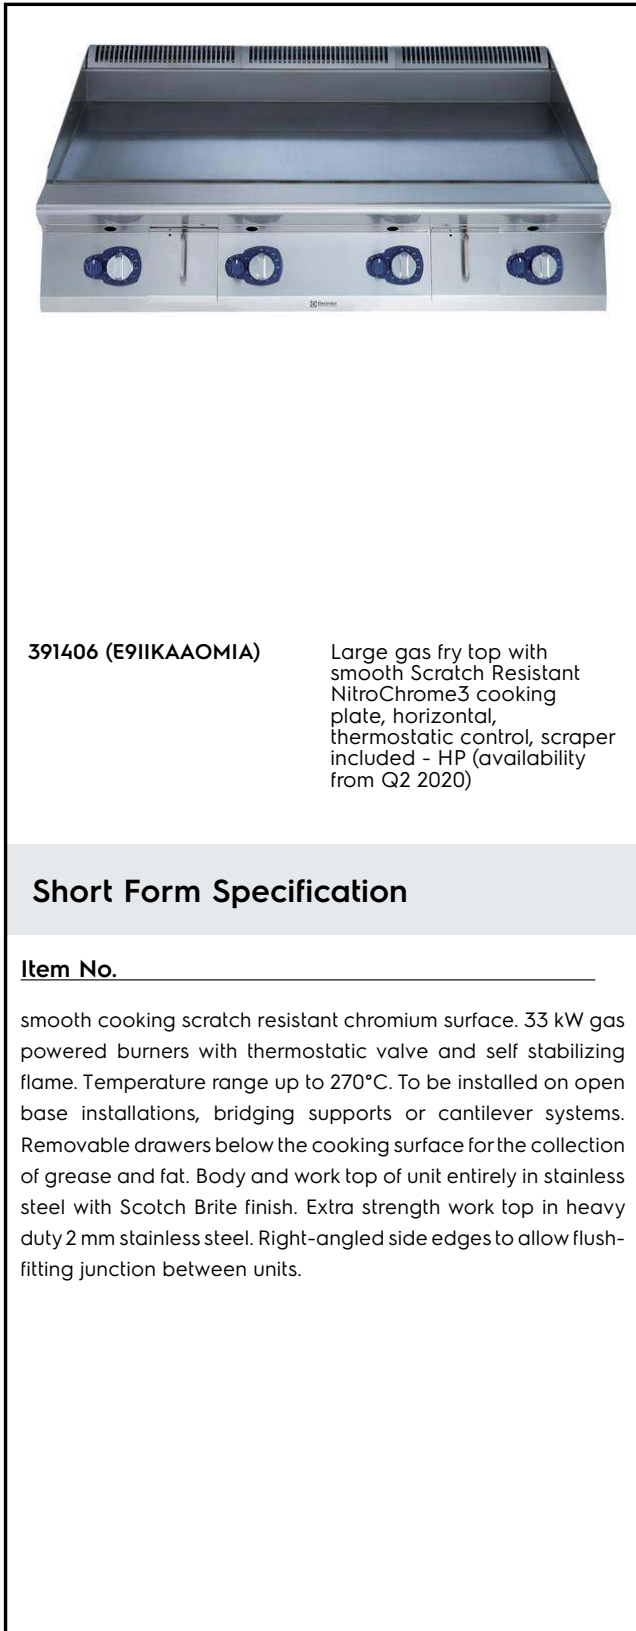 Electrolux
391406 (E9IIKAAOMIA)
Large gas fry top with
smooth Scratch Resistant
NitroChrome3 cooking
plate, horizontal,
thermostatic control, scraper
included - HP (availability
from Q2 2020)
Short Form Specification
Item No.
smooth cooking scratch resistant chromium surface. 33 kW gas
powered burners with thermostatic valve and self stabilizing
flame. Temperature range up to 270°C. To be installed on open
base installations, bridging supports or cantilever systems.
Removable drawers below the cooking surface for the collection
of grease and fat. Body and work top of unit entirely in stainless
steel with Scotch Brite finish. Extra strength work top in heavy
duty 2 mm stainless steel. Right-angled side edges to allow flush-
fitting junction between units.